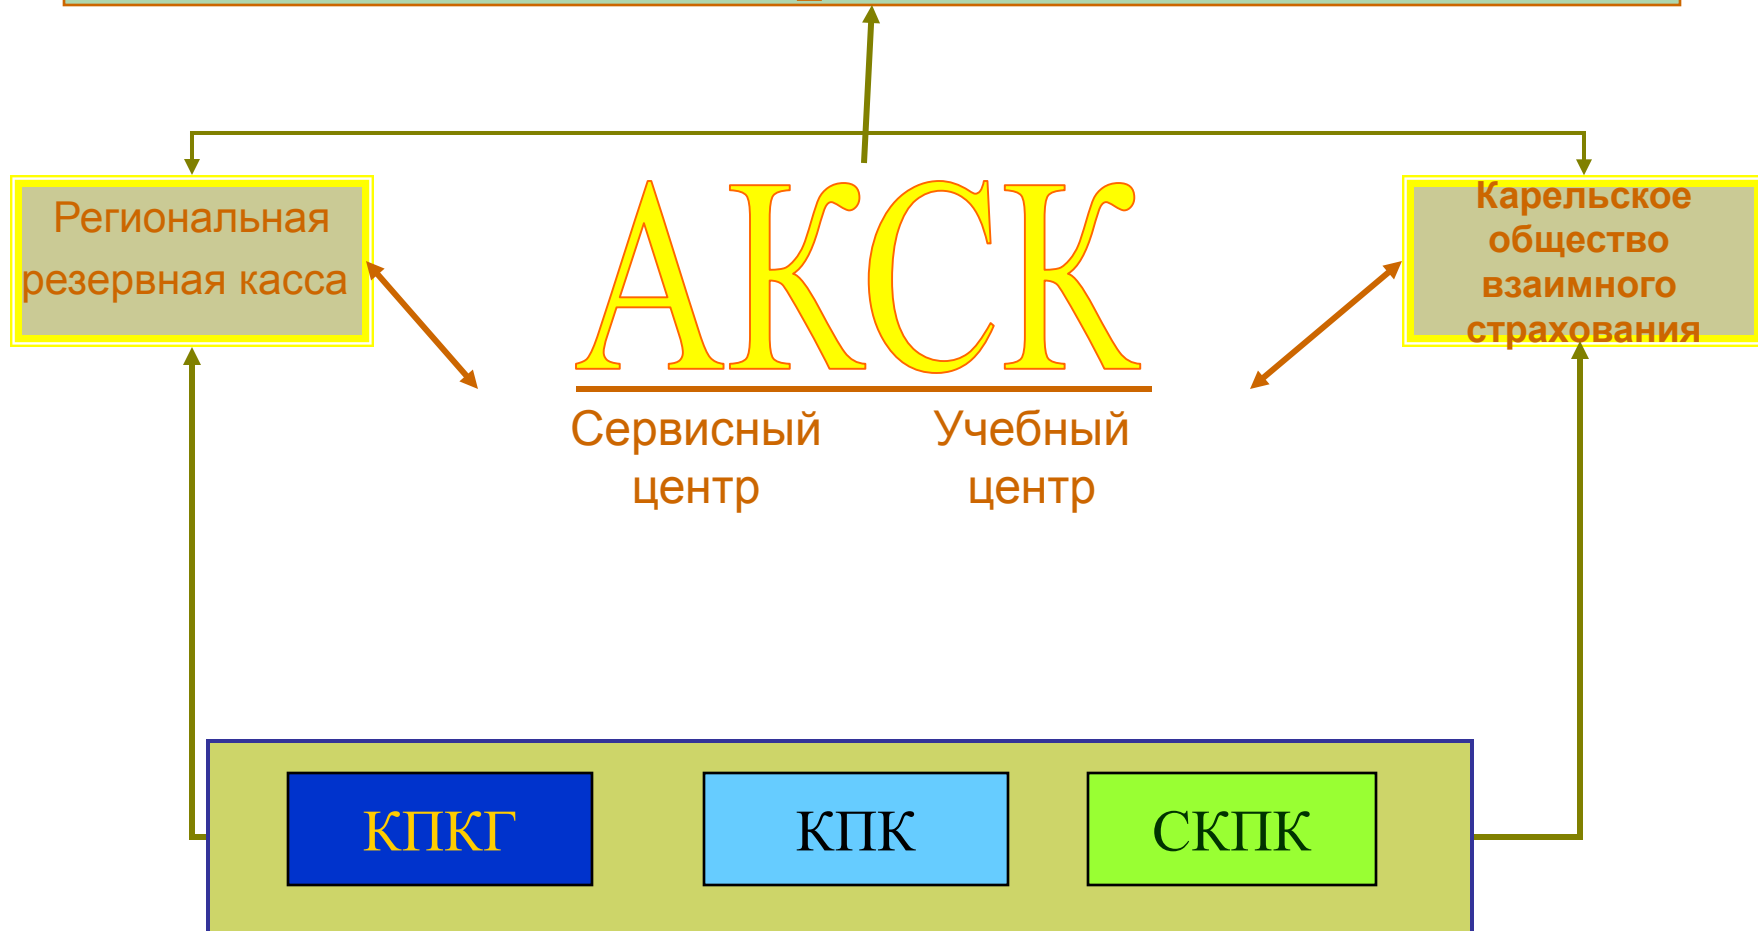 Региональная
резервная касса
АКСК
Карельское
общество
взаимного
страхования
Сервисный
центр
Учебный
центр
КПКГ
КПК
СКПК